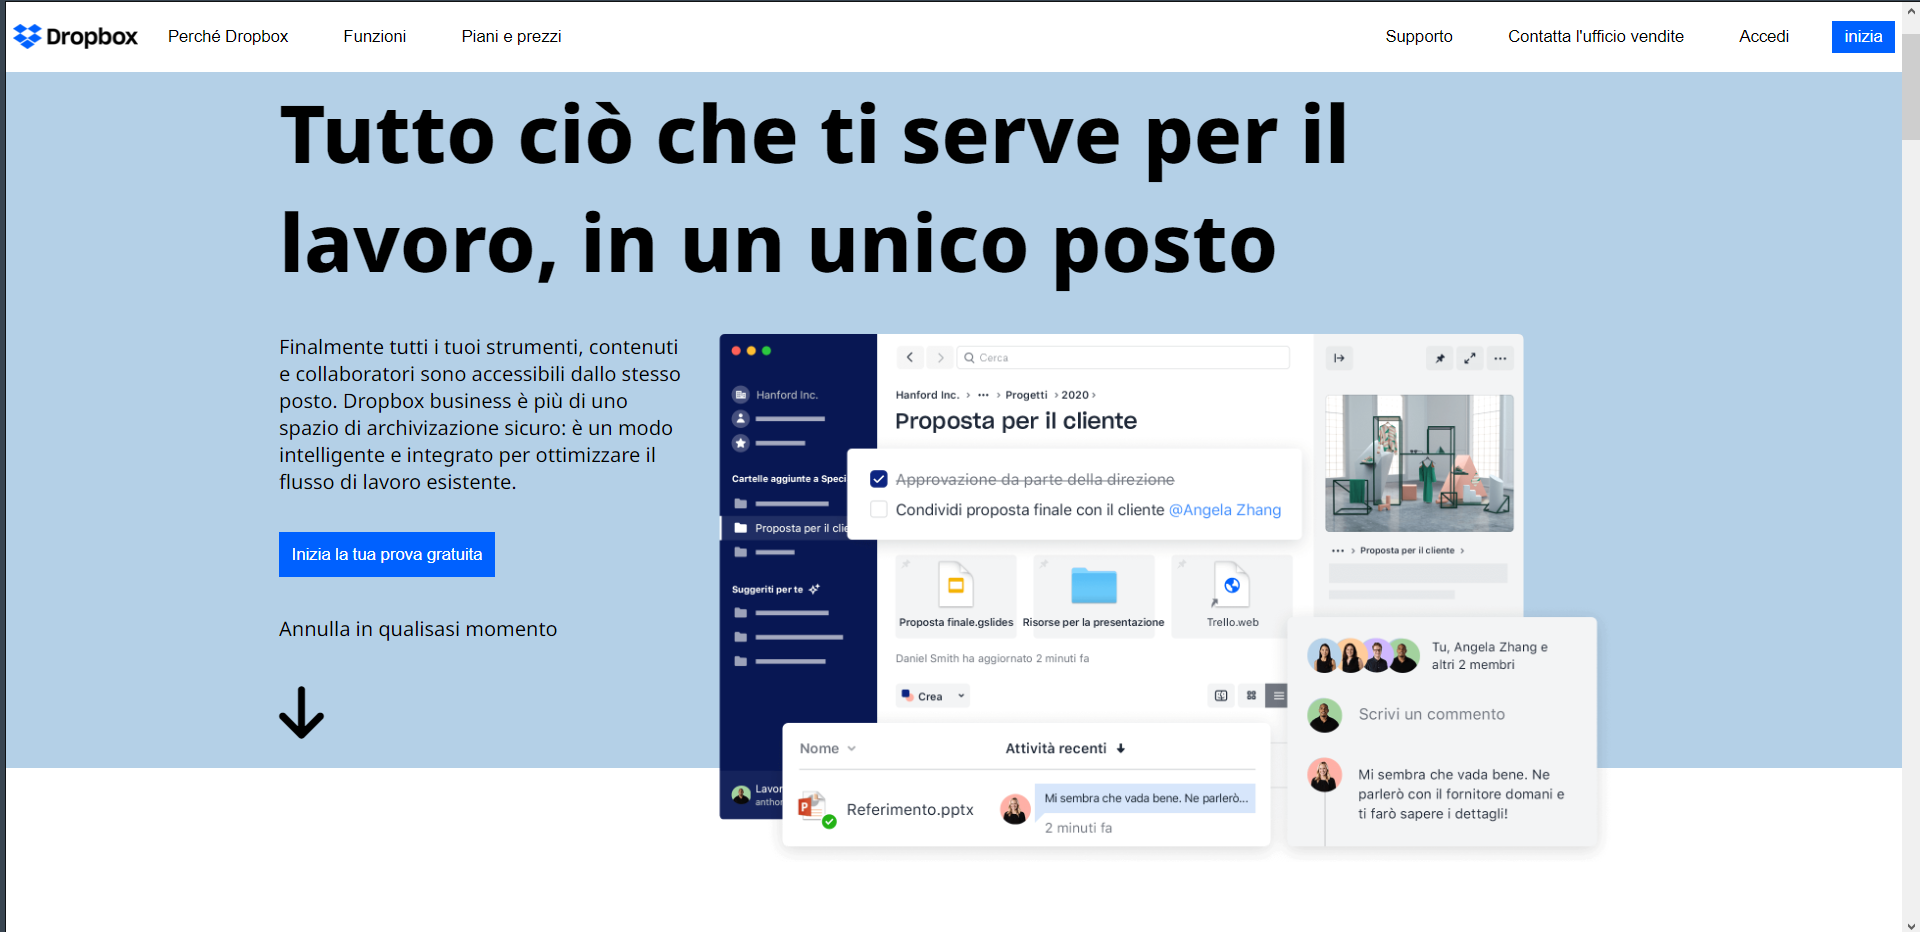 Dropbox
Perché Dropbox
Funzioni
Piani e prezzi
Supporto
Contatta l'ufficio vendite
Accedi
inizia
Tutto ciò che ti serve per il
lavoro, in un unico posto
Finalmente tutti i tuoi strumenti, contenuti
e collaboratori sono accessibili dallo stesso
posto. Dropbox business è più di uno
spazio di archivizazione sicuro: è un modo
intelligente e integrato per ottimizzare il
flusso di lavoro esistente.
Inizia la tua prova gratuita
Annulla in qualisasi momento
Hanford Inc.
Cartelle aggiunte a Speci
Proposta per il clie
Suggeriti per te
Lavor
antho
Cerca
Hanford Inc. › ··· › Progetti › 2020 ›
Proposta per il cliente
Approvazione da parte della direzione
Condividi proposta finale con il cliente @Angela Zhang
Proposta finale.gslides
Risorse per la presentazione
Trello.web
Daniel Smith ha aggiornato 2 minuti fa
Crea
Nome
Attività recenti
P
Referimento.pptx
Mi sembra che vada bene. Ne parlerò...
2 minuti fa
··· › Proposta per il cliente ›
Tu, Angela Zhang e
altri 2 membri
Scrivi un commento
Mi sembra che vada bene. Ne
parlerò con il fornitore domani e
ti farò sapere i dettagli!